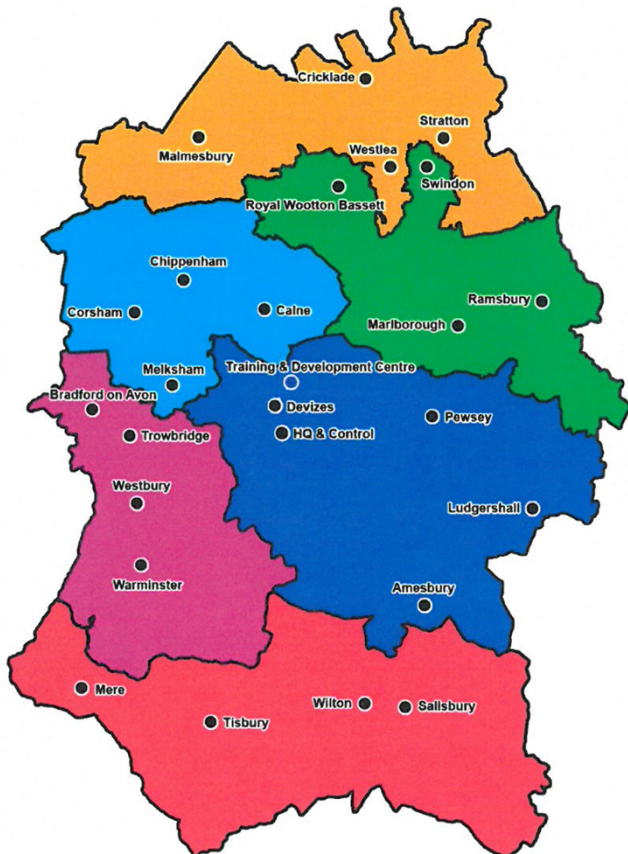 Cricklade
Stratton
Malmesbury
Westlea
Swindon
Royal Wootton Bassett
Chippenham
Ramsbury
Corsham
Calne
Marlborough
Training & Development Centre
Melksham
Bradford on Avon
Devizes
Pewsey
Trowbridge
HQ & Control
Westbury
Ludgershall
Warminster
Amesbury
Mere
Wilton
Salisbury
Tisbury